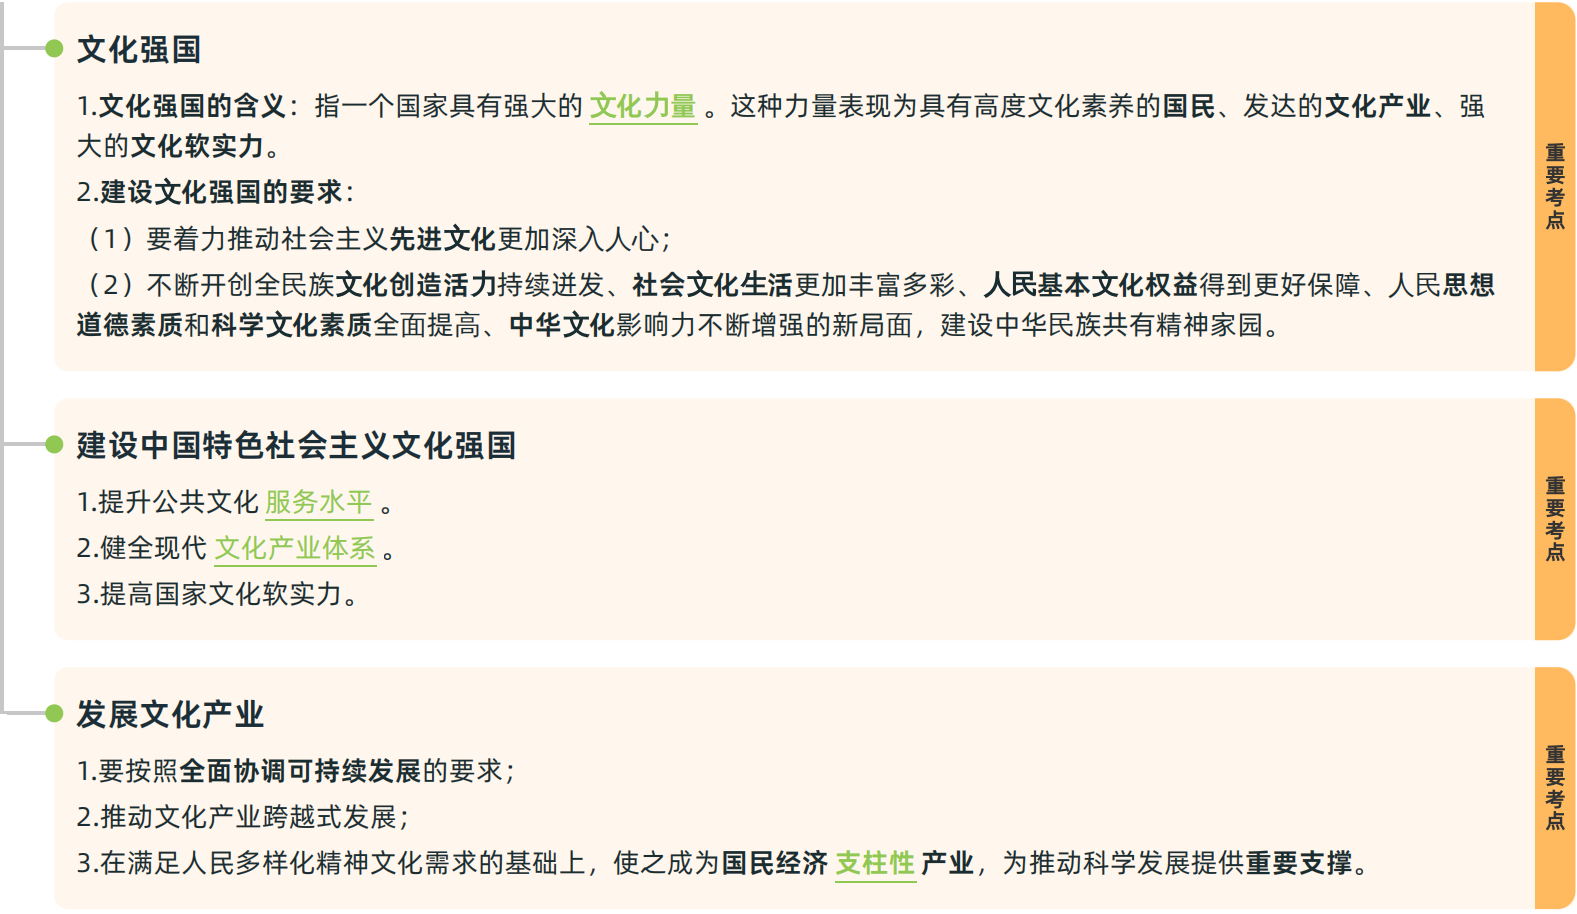 文化强国
1.文化强国的含义：指一个国家具有强大的 文化力量 。这种力量表现为具有高度文化素养的国民、发达的文化产业、强
大的文化软实力。
2.建设文化强国的要求：
（1）要着力推动社会主义先进文化更加深入人心；
（2）不断开创全民族文化创造活力持续迸发、社会文化生活更加丰富多彩、人民基本文化权益得到更好保障、人民思想
道德素质和科学文化素质全面提高、中华文化影响力不断增强的新局面，建设中华民族共有精神家园。
重要考点
建设中国特色社会主义文化强国
1.提升公共文化 服务水平 。
2.健全现代 文化产业体系 。
3.提高国家文化软实力。
重要考点
发展文化产业
1.要按照全面协调可持续发展的要求；
2.推动文化产业跨越式发展；
3.在满足人民多样化精神文化需求的基础上，使之成为国民经济 支柱性 产业，为推动科学发展提供重要支撑。
重要考点